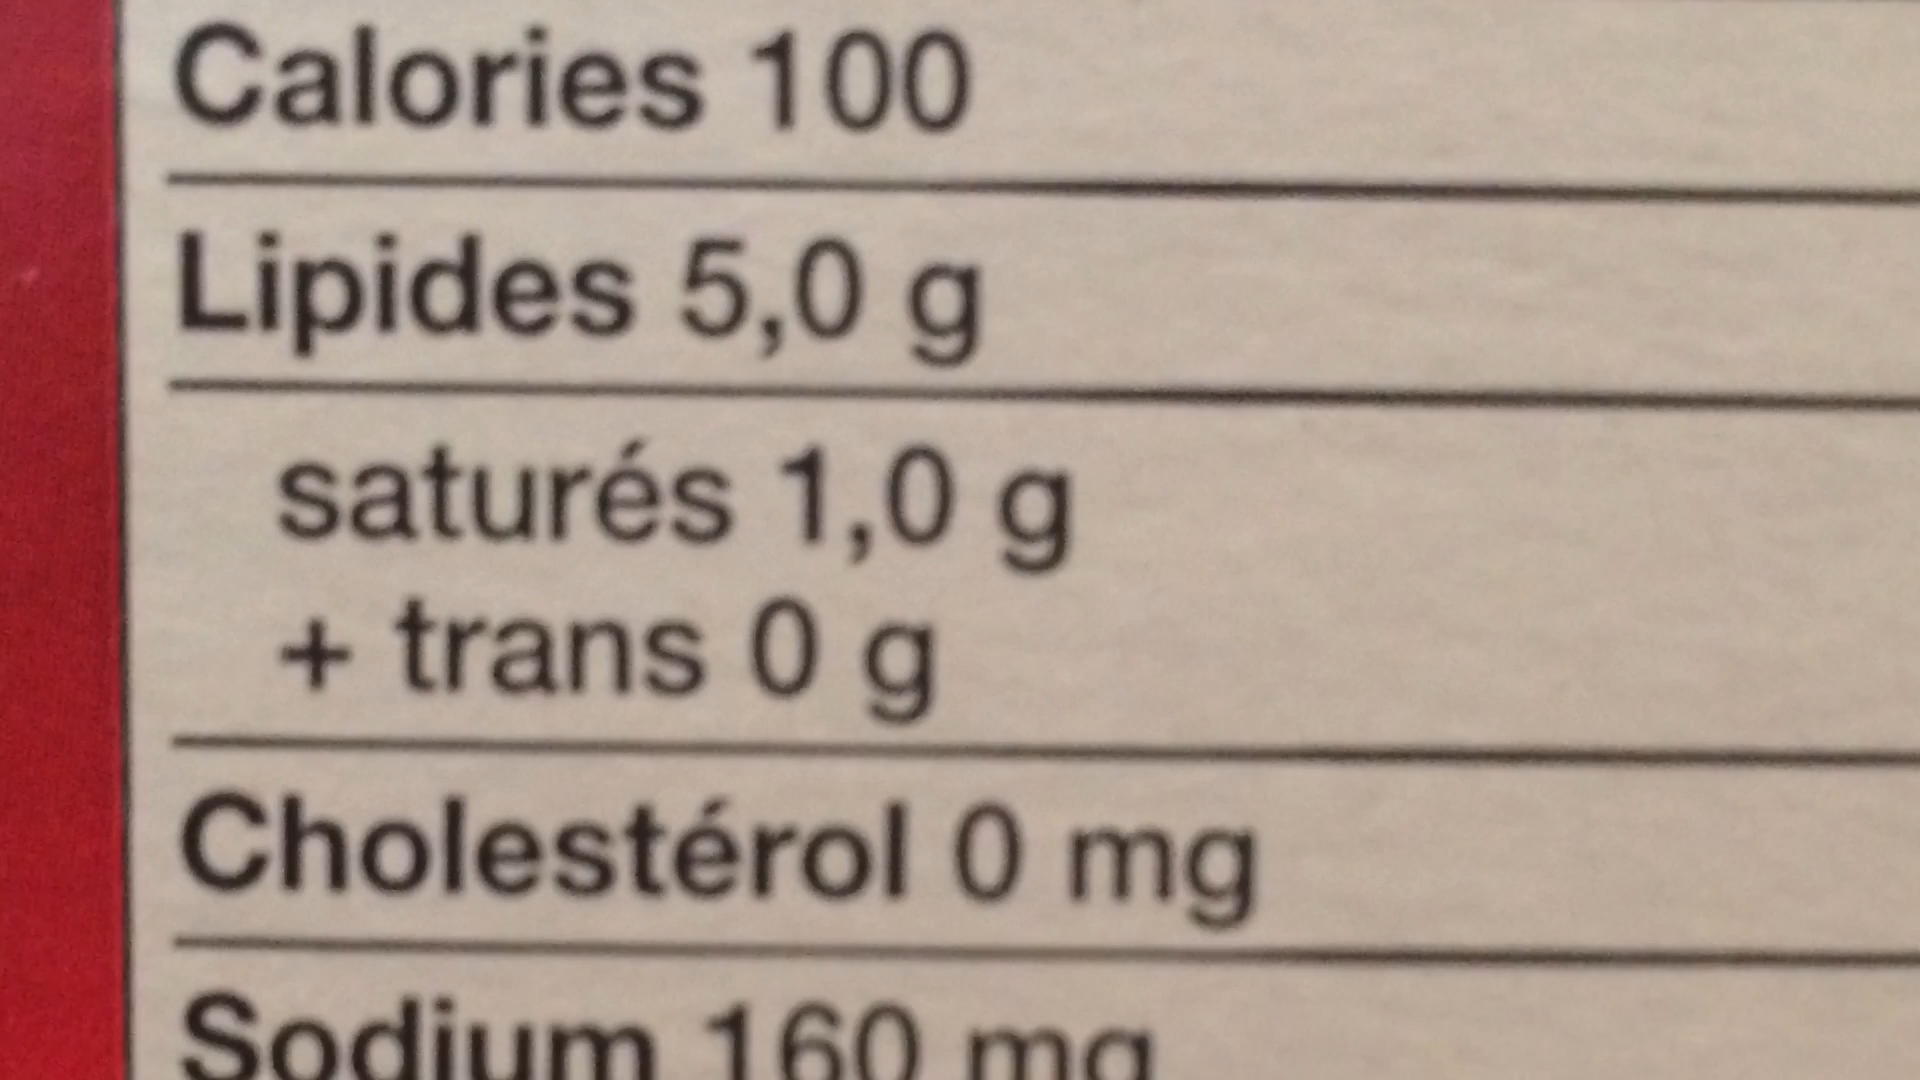 Calories 100
Lipides 5,0 g
saturés 1,0 g
+ trans 0 g
Cholestérol 0 mg
Sodium 160 mg